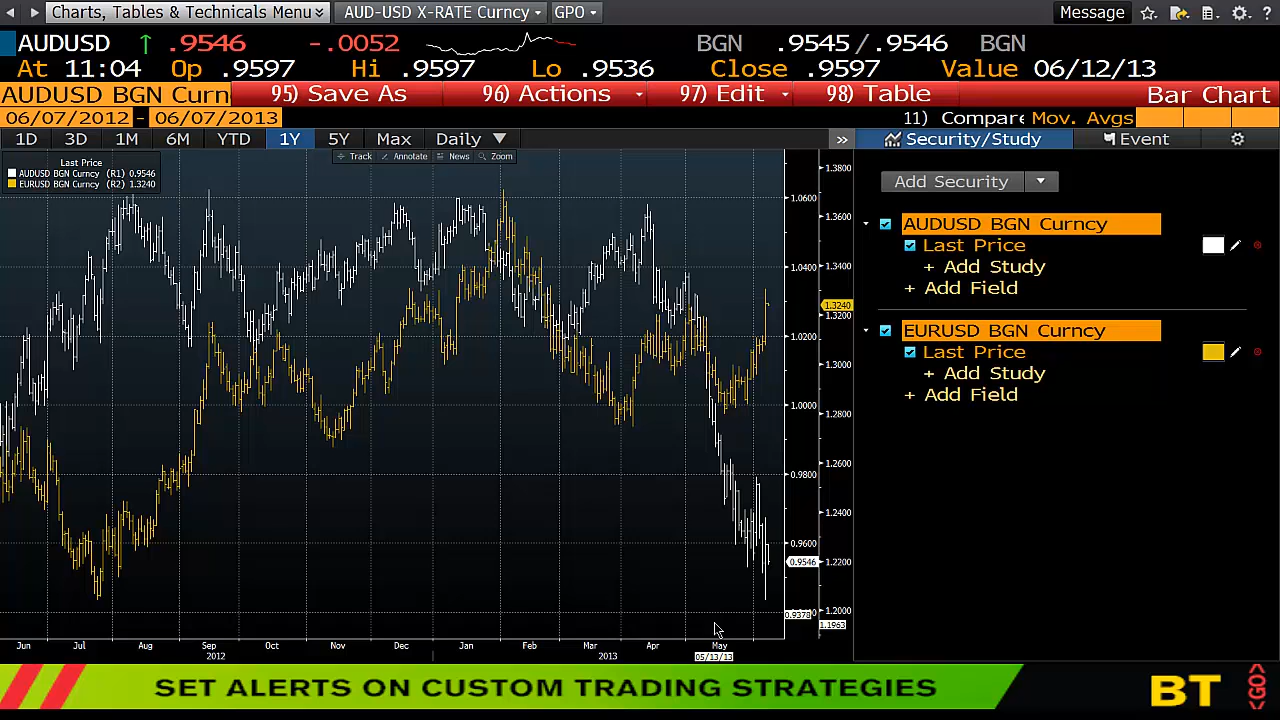 Charts, Tables & Technicals Menu AUD-USD X-RATE Curncy GPO Message ?
AUDUSD ↑ .9546 -.0052 BGN .9545 / .9546 BGN
At 11:04 Op .9597 Hi .9597 Lo .9536 Close .9597 Value 06/12/13
AUDUSD BGN Curn 95) Save As 96) Actions 97) Edit 98) Table Bar Chart
06/07/2012 - 06/07/2013 11) Compare Mov. Avgs
1D 3D 1M 6M YTD 1Y 5Y Max Daily ▼ » Security/Study Event
Track Annotate News Zoom
Last Price
AUDUSD BGN Curncy (R1) 0.9546
EURUSD BGN Curncy (R2) 1.3240
Add Security
AUDUSD BGN Curncy
Last Price
+ Add Study
+ Add Field
EURUSD BGN Curncy
Last Price
+ Add Study
+ Add Field
1.0600
1.0400
1.0200
1.0000
0.9800
0.9600
0.9546
0.9378
1.3800
1.3600
1.3400
1.3240
1.3200
1.3000
1.2800
1.2600
1.2400
1.2200
1.2000
1.1963
Jun Jul Aug Sep Oct Nov Dec Jan Feb Mar Apr May
2012 2013 05/13/13
SET ALERTS ON CUSTOM TRADING STRATEGIES
BT